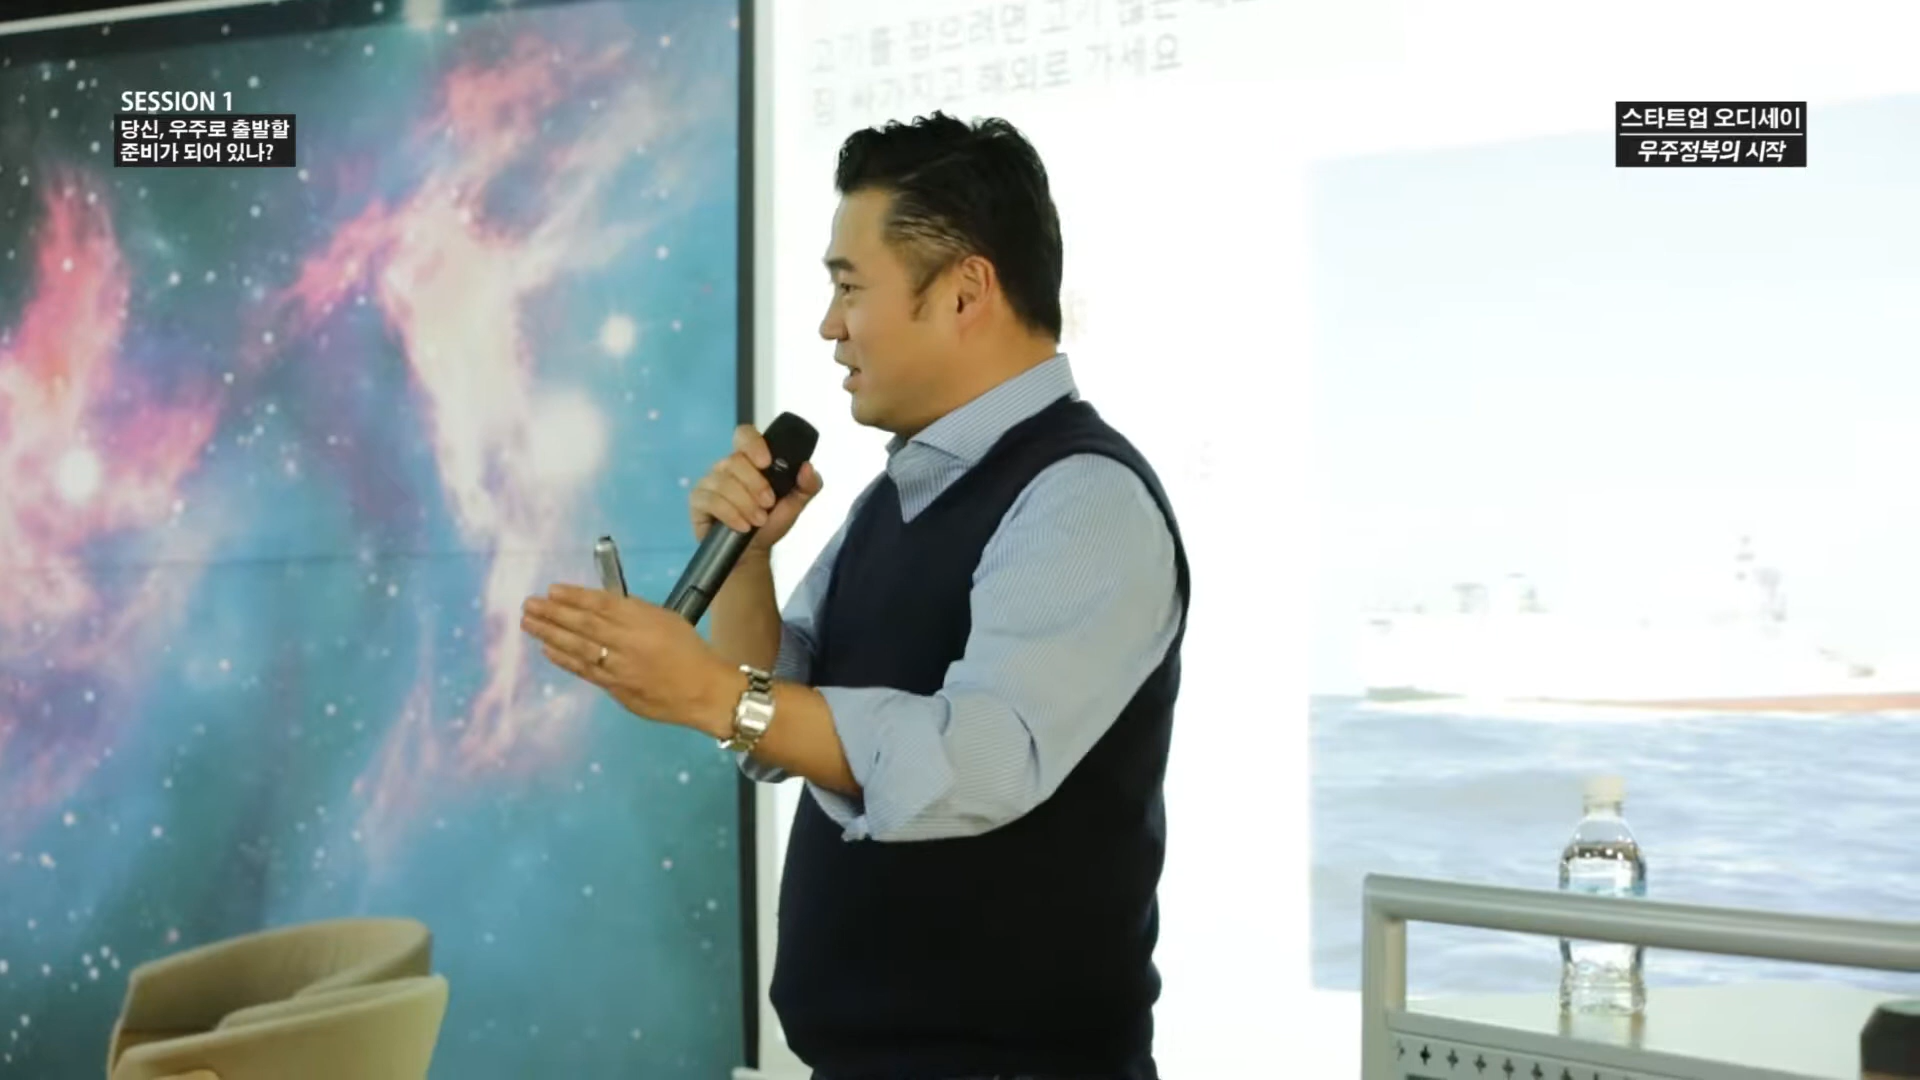 고기를 잡으려면 고기 많은
짐 싸가지고 해외로 가세요
SESSION 1
당신, 우주로 출발할
준비가 되어 있나?
스타트업 오디세이
우주정복의 시작